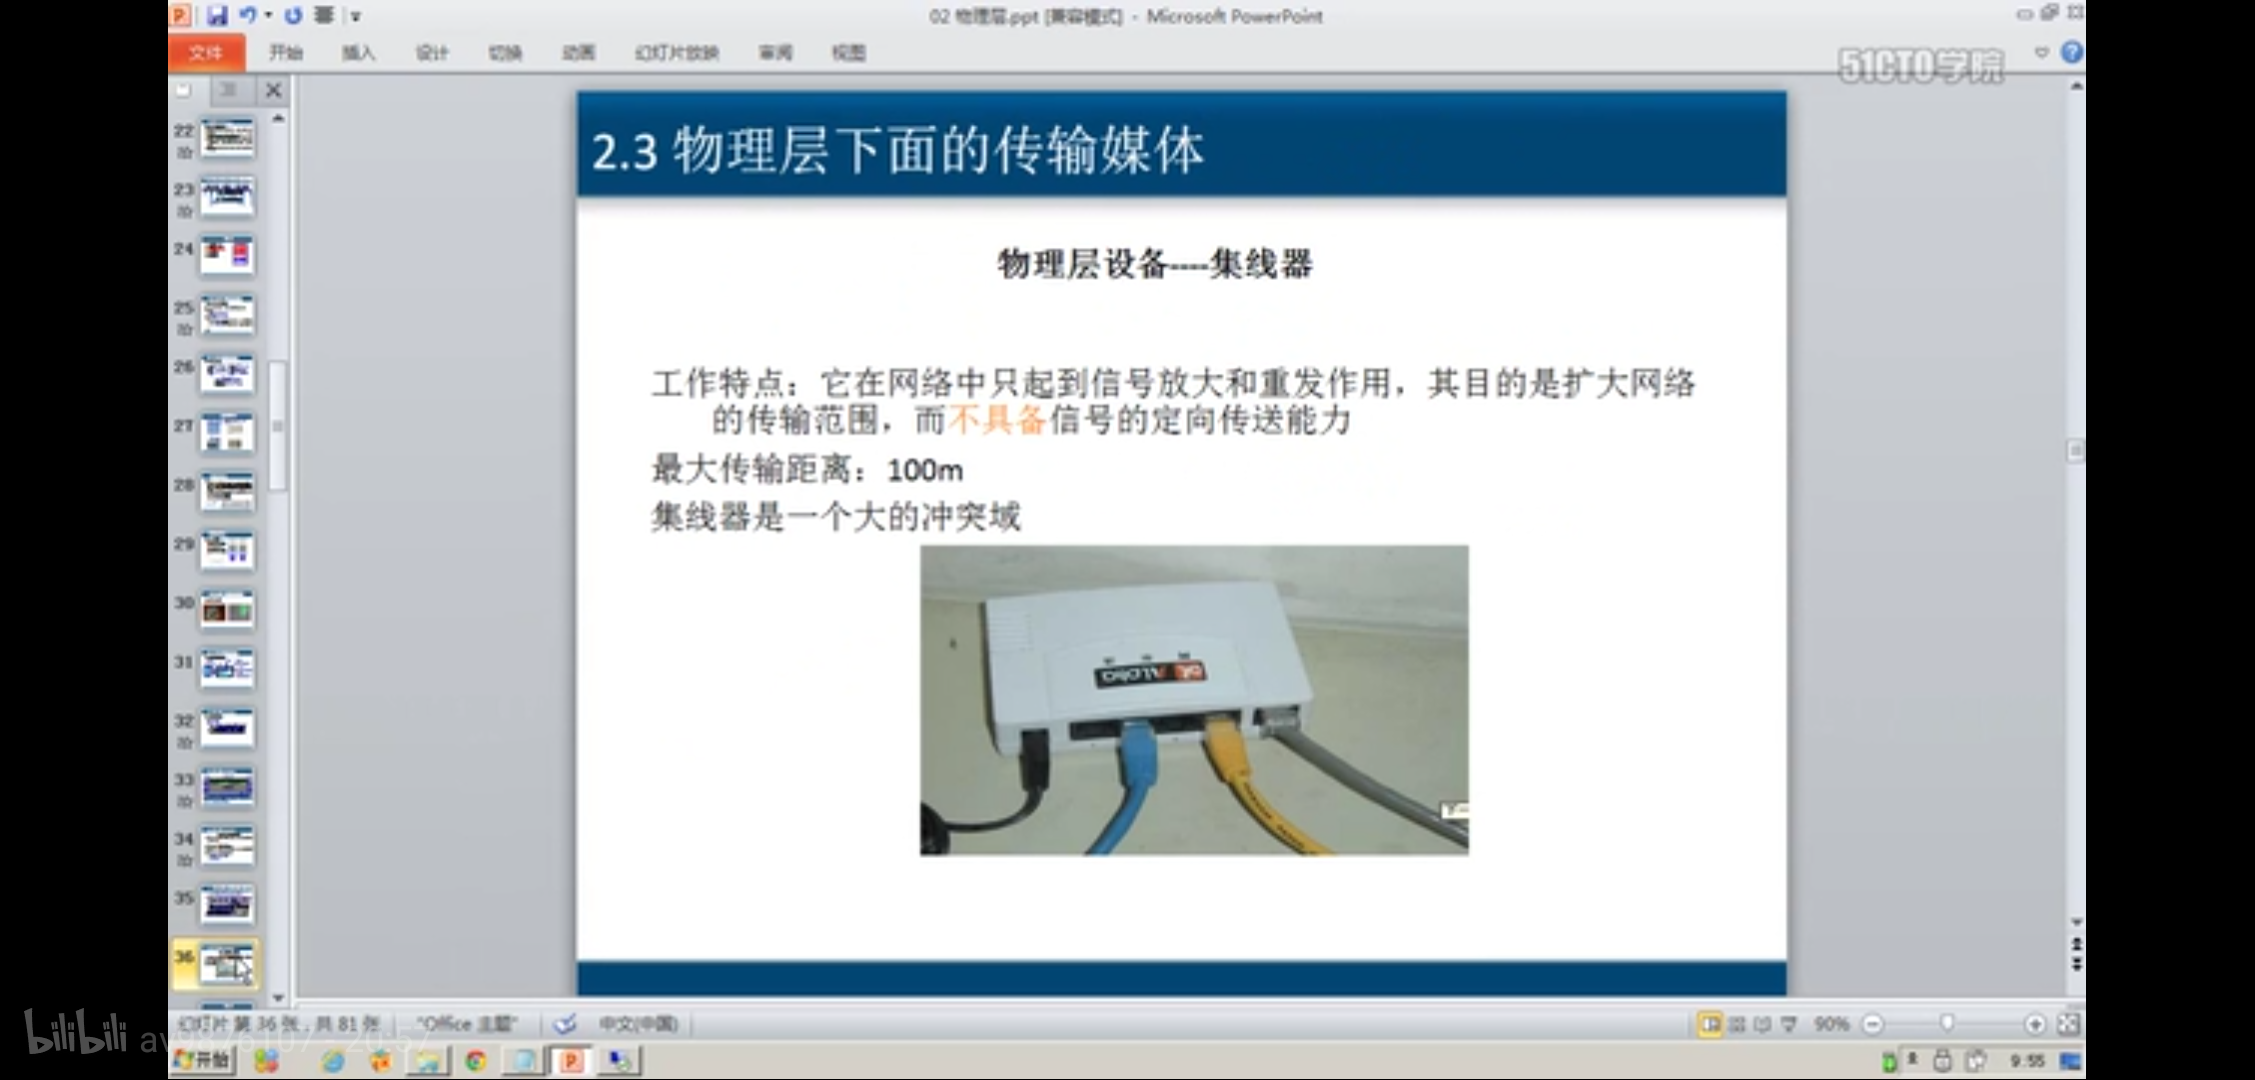 02 物理层.ppt [兼容模式] - Microsoft PowerPoint
文件 开始 插入 设计 切换 动画 幻灯片放映 审阅 视图
51CTO学院
2.3 物理层下面的传输媒体
物理层设备----集线器
工作特点：它在网络中只起到信号放大和重发作用，其目的是扩大网络
的传输范围，而不具备信号的定向传送能力
最大传输距离：100m
集线器是一个大的冲突域
22
23
24
25
26
27
28
29
30
31
32
33
34
35
36
幻灯片 第 36 张，共 81 张 "Office 主题" 中文(中国) 90%
bilibili
开始 9:55